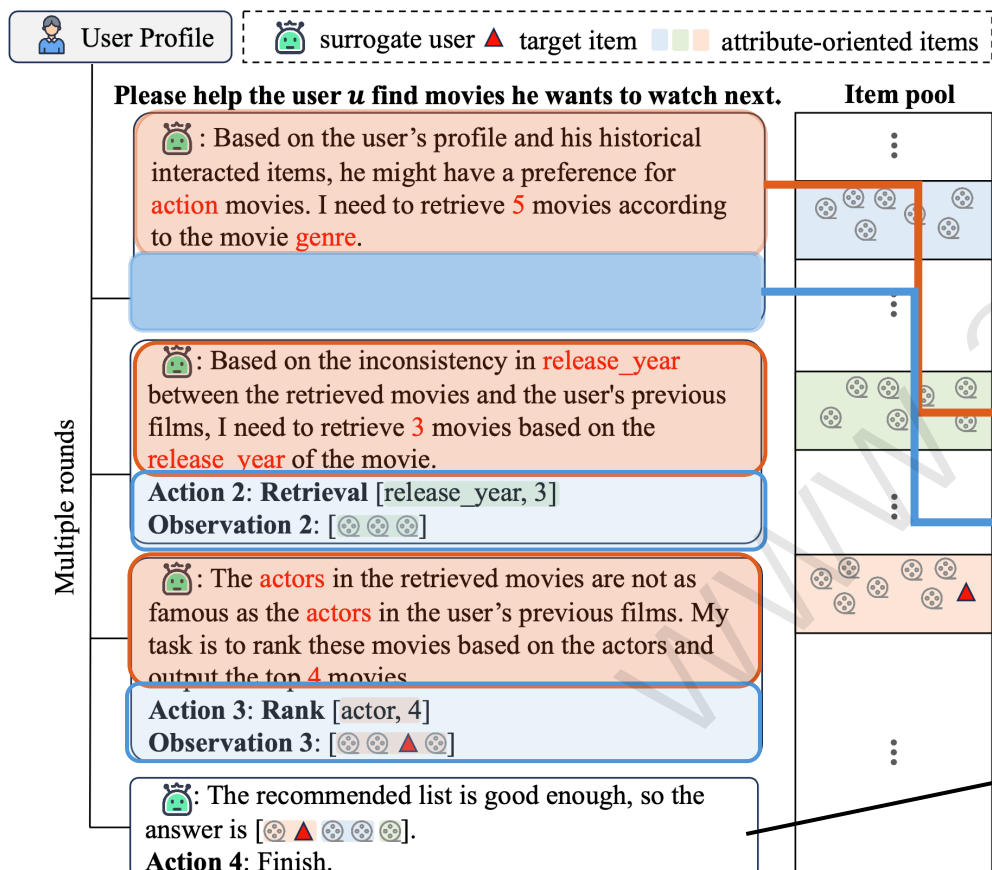 User Profile
surrogate user
target item
attribute-oriented items
Please help the user u find movies he wants to watch next.
Item pool
: Based on the user's profile and his historical
interacted items, he might have a preference for
action movies. I need to retrieve 5 movies according
to the movie genre.
: Based on the inconsistency in release_year
between the retrieved movies and the user's previous
films, I need to retrieve 3 movies based on the
release_year of the movie.
Action 2: Retrieval [release_year, 3]
Observation 2: [ ]
Multiple rounds
: The actors in the retrieved movies are not as
famous as the actors in the user's previous films. My
task is to rank these movies based on the actors and
output the top 4 movies
Action 3: Rank [actor, 4]
Observation 3: [ ]
: The recommended list is good enough, so the
answer is [ ].
Action 4: Finish.
www